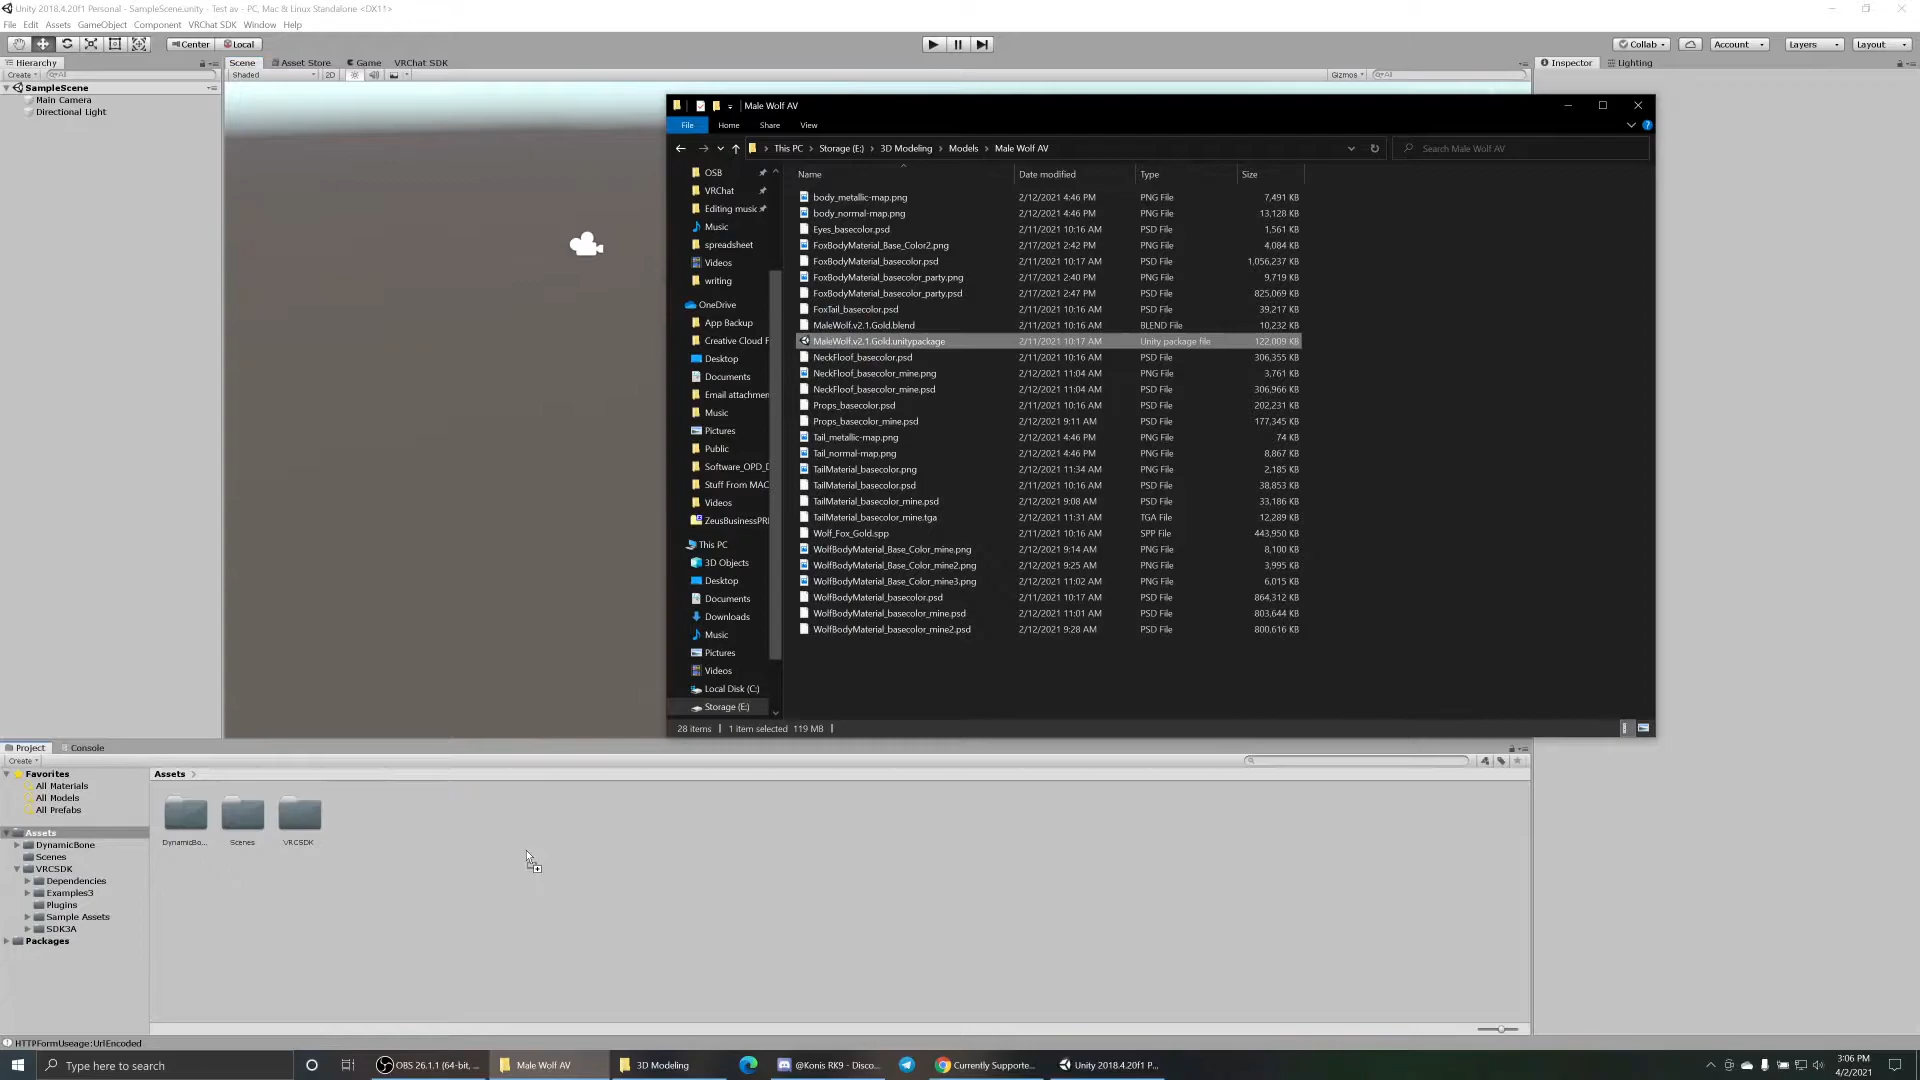 Unity 2018.4.20f1 Personal - SampleScene.unity - Test av - PC, Mac & Linux Standalone <DX11>
File Edit Assets GameObject Component VRChat SDK Window Help
Center Local Collab Account Layers Layout
Hierarchy Scene Asset Store Game VRChat SDK Inspector Lighting
Create All Shaded 2D Gizmos All
SampleScene
Main Camera
Directional Light
Male Wolf AV
File Home Share View
This PC Storage (E:) 3D Modeling Models Male Wolf AV Search Male Wolf AV
Name Date modified Type Size
OSB
VRChat
Editing music
Music
spreadsheet
Videos
writing
OneDrive
App Backup
Creative Cloud F
Desktop
Documents
Email attachmen
Music
Pictures
Public
Software_OPD_D
Stuff From MAC
Videos
ZeusBusinessPRI
This PC
3D Objects
Desktop
Documents
Downloads
Music
Pictures
Videos
Local Disk (C:)
Storage (E:)
body_metallic-map.png 2/12/2021 4:46 PM PNG File 7,491 KB
body_normal-map.png 2/12/2021 4:46 PM PNG File 13,128 KB
Eyes_basecolor.psd 2/11/2021 10:16 AM PSD File 1,561 KB
FoxBodyMaterial_Base_Color2.png 2/17/2021 2:42 PM PNG File 4,084 KB
FoxBodyMaterial_basecolor.psd 2/11/2021 10:17 AM PSD File 1,056,237 KB
FoxBodyMaterial_basecolor_party.png 2/17/2021 2:40 PM PNG File 9,719 KB
FoxBodyMaterial_basecolor_party.psd 2/17/2021 2:47 PM PSD File 825,069 KB
FoxTail_basecolor.psd 2/11/2021 10:16 AM PSD File 39,217 KB
MaleWolf.v2.1.Gold.blend 2/11/2021 10:16 AM BLEND File 10,232 KB
MaleWolf.v2.1.Gold.unitypackage 2/11/2021 10:17 AM Unity package file 122,009 KB
NeckFloof_basecolor.psd 2/11/2021 10:16 AM PSD File 306,355 KB
NeckFloof_basecolor_mine.png 2/12/2021 11:04 AM PNG File 3,761 KB
NeckFloof_basecolor_mine.psd 2/12/2021 11:04 AM PSD File 306,966 KB
Props_basecolor.psd 2/11/2021 10:16 AM PSD File 202,231 KB
Props_basecolor_mine.psd 2/12/2021 9:11 AM PSD File 177,345 KB
Tail_metallic-map.png 2/12/2021 4:46 PM PNG File 74 KB
Tail_normal-map.png 2/12/2021 4:46 PM PNG File 8,867 KB
TailMaterial_basecolor.png 2/12/2021 11:34 AM PNG File 2,185 KB
TailMaterial_basecolor.psd 2/11/2021 10:16 AM PSD File 38,853 KB
TailMaterial_basecolor_mine.psd 2/12/2021 9:08 AM PSD File 33,186 KB
TailMaterial_basecolor_mine.tga 2/12/2021 11:31 AM TGA File 12,289 KB
Wolf_Fox_Gold.spp 2/11/2021 10:16 AM SPP File 443,950 KB
WolfBodyMaterial_Base_Color_mine.png 2/12/2021 9:14 AM PNG File 8,100 KB
WolfBodyMaterial_Base_Color_mine2.png 2/12/2021 9:25 AM PNG File 3,995 KB
WolfBodyMaterial_Base_Color_mine3.png 2/12/2021 11:02 AM PNG File 6,015 KB
WolfBodyMaterial_basecolor.psd 2/11/2021 10:17 AM PSD File 864,312 KB
WolfBodyMaterial_basecolor_mine.psd 2/12/2021 11:01 AM PSD File 803,644 KB
WolfBodyMaterial_basecolor_mine2.psd 2/12/2021 9:28 AM PSD File 800,616 KB
28 items 1 item selected 119 MB
Project Console
Create
Favorites
All Materials
All Models
All Prefabs
Assets
DynamicBone
Scenes
VRCSDK
Dependencies
Examples3
Plugins
Sample Assets
SDK3A
Packages
Assets
DynamicBo... Scenes VRCSDK
HTTPFormUseage:UrlEncoded
Type here to search OBS 26.1.1 (64-bit, ... Male Wolf AV 3D Modeling @Konis RK9 - Disco... Currently Supporte... Unity 2018.4.20f1 P...
3:06 PM
4/2/2021